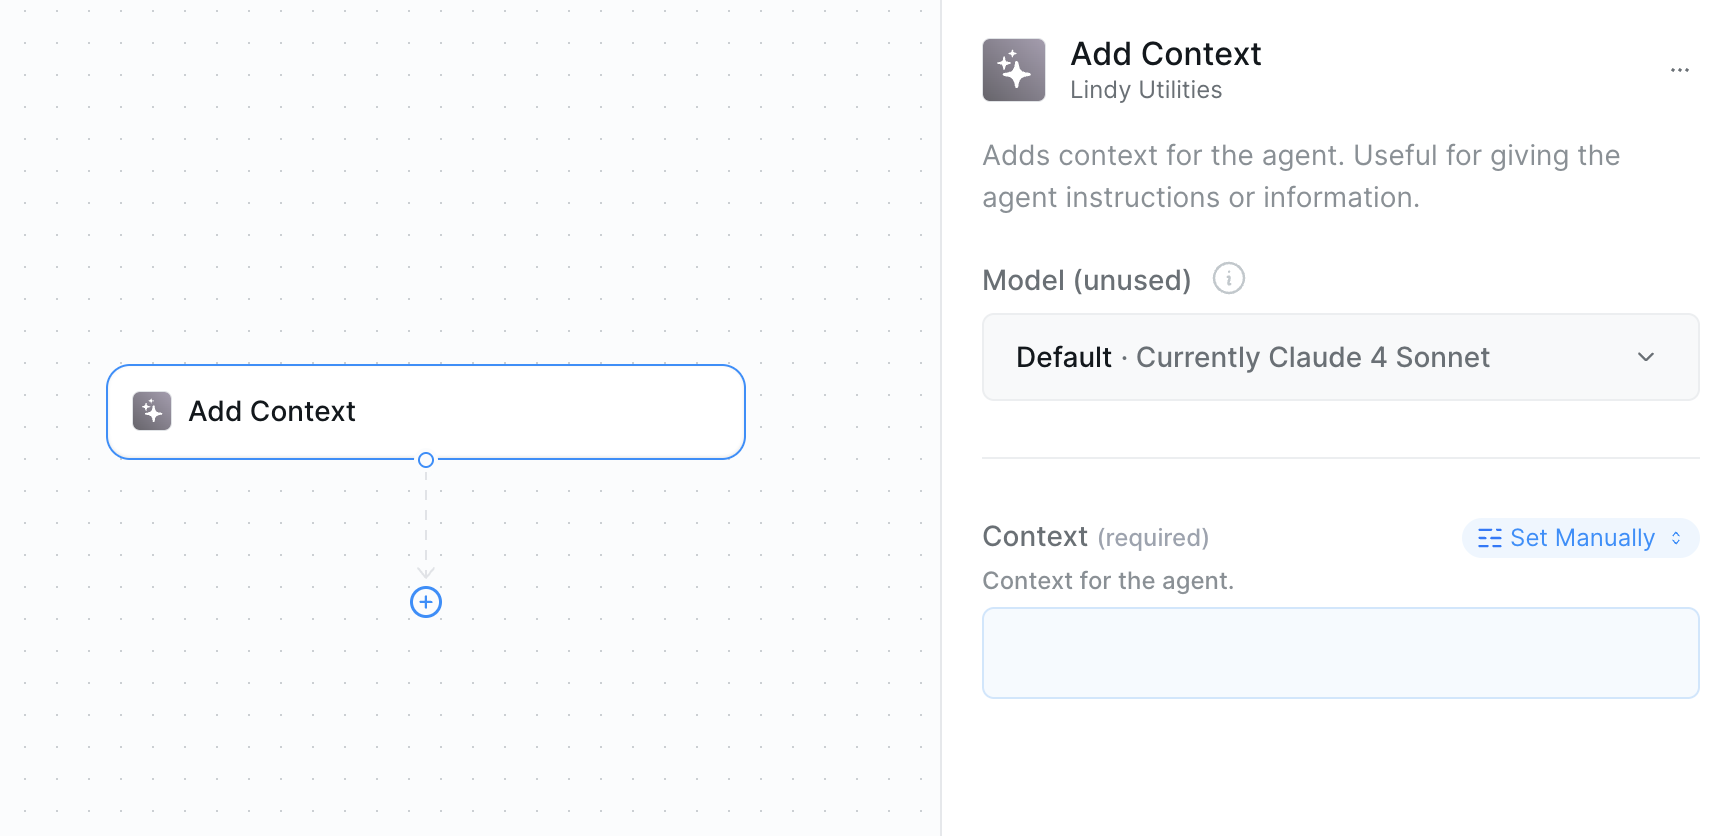 Add Context
Add Context
Lindy Utilities
Adds context for the agent. Useful for giving the
agent instructions or information.
Model (unused)
Default · Currently Claude 4 Sonnet
Context (required)
Set Manually
Context for the agent.